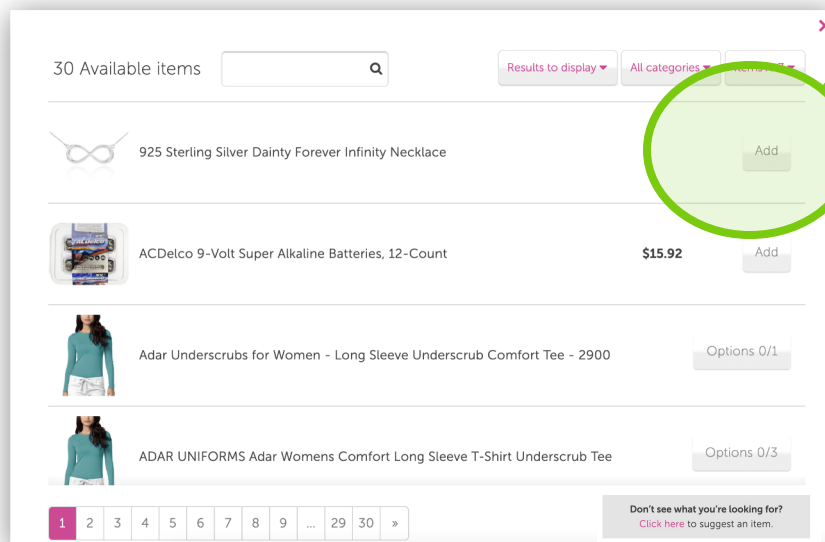 30 Available items
Results to display
All categories
925 Sterling Silver Dainty Forever Infinity Necklace
Add
ACDelco
ACDelco 9-Volt Super Alkaline Batteries, 12-Count
$15.92
Add
Adar Underscrubs for Women - Long Sleeve Underscrub Comfort Tee - 2900
Options 0/1
ADAR UNIFORMS Adar Womens Comfort Long Sleeve T-Shirt Underscrub Tee
Options 0/3
1 2 3 4 5 6 7 8 9 ... 29 30 »
Don't see what you're looking for?
Click here to suggest an item.